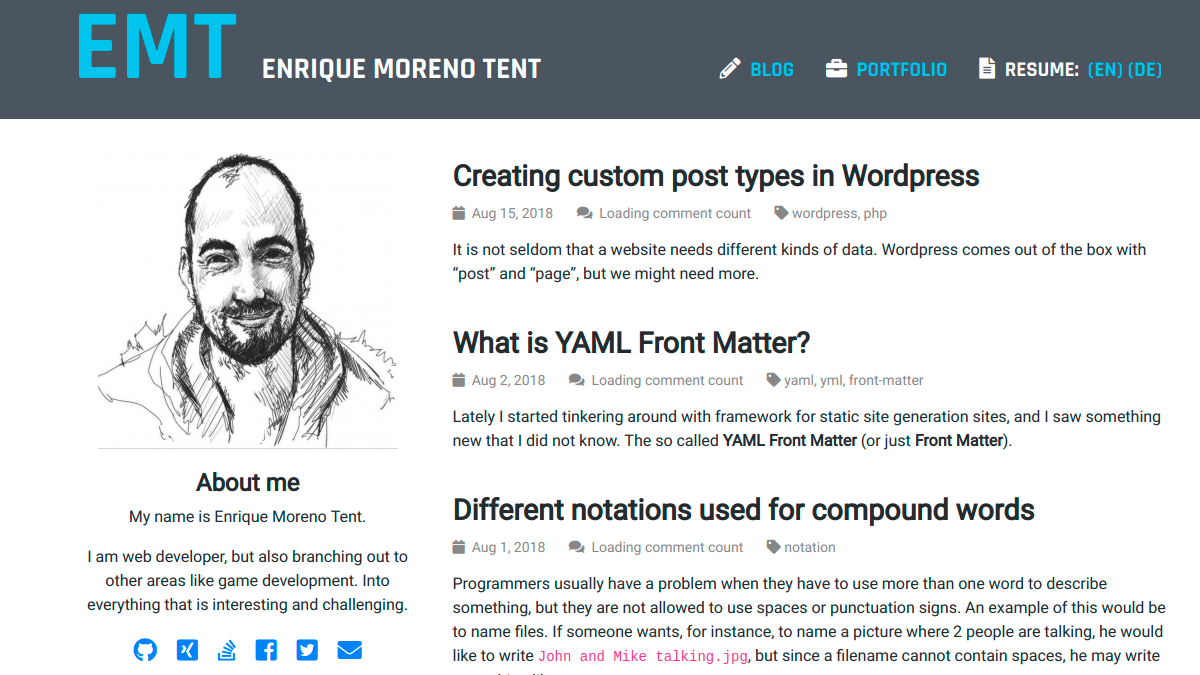 EMT
ENRIQUE MORENO TENT
BLOG
PORTFOLIO
RESUME: (EN) (DE)
About me
My name is Enrique Moreno Tent.
I am web developer, but also branching out to
other areas like game development. Into
everything that is interesting and challenging.
Creating custom post types in Wordpress
Aug 15, 2018 Loading comment count wordpress, php
It is not seldom that a website needs different kinds of data. Wordpress comes out of the box with
“post” and “page”, but we might need more.
What is YAML Front Matter?
Aug 2, 2018 Loading comment count yaml, yml, front-matter
Lately I started tinkering around with framework for static site generation sites, and I saw something
new that I did not know. The so called YAML Front Matter (or just Front Matter).
Different notations used for compound words
Aug 1, 2018 Loading comment count notation
Programmers usually have a problem when they have to use more than one word to describe
something, but they are not allowed to use spaces or punctuation signs. An example of this would be
to name files. If someone wants, for instance, to name a picture where 2 people are talking, he would
like to write John and Mike talking.jpg, but since a filename cannot contain spaces, he may write